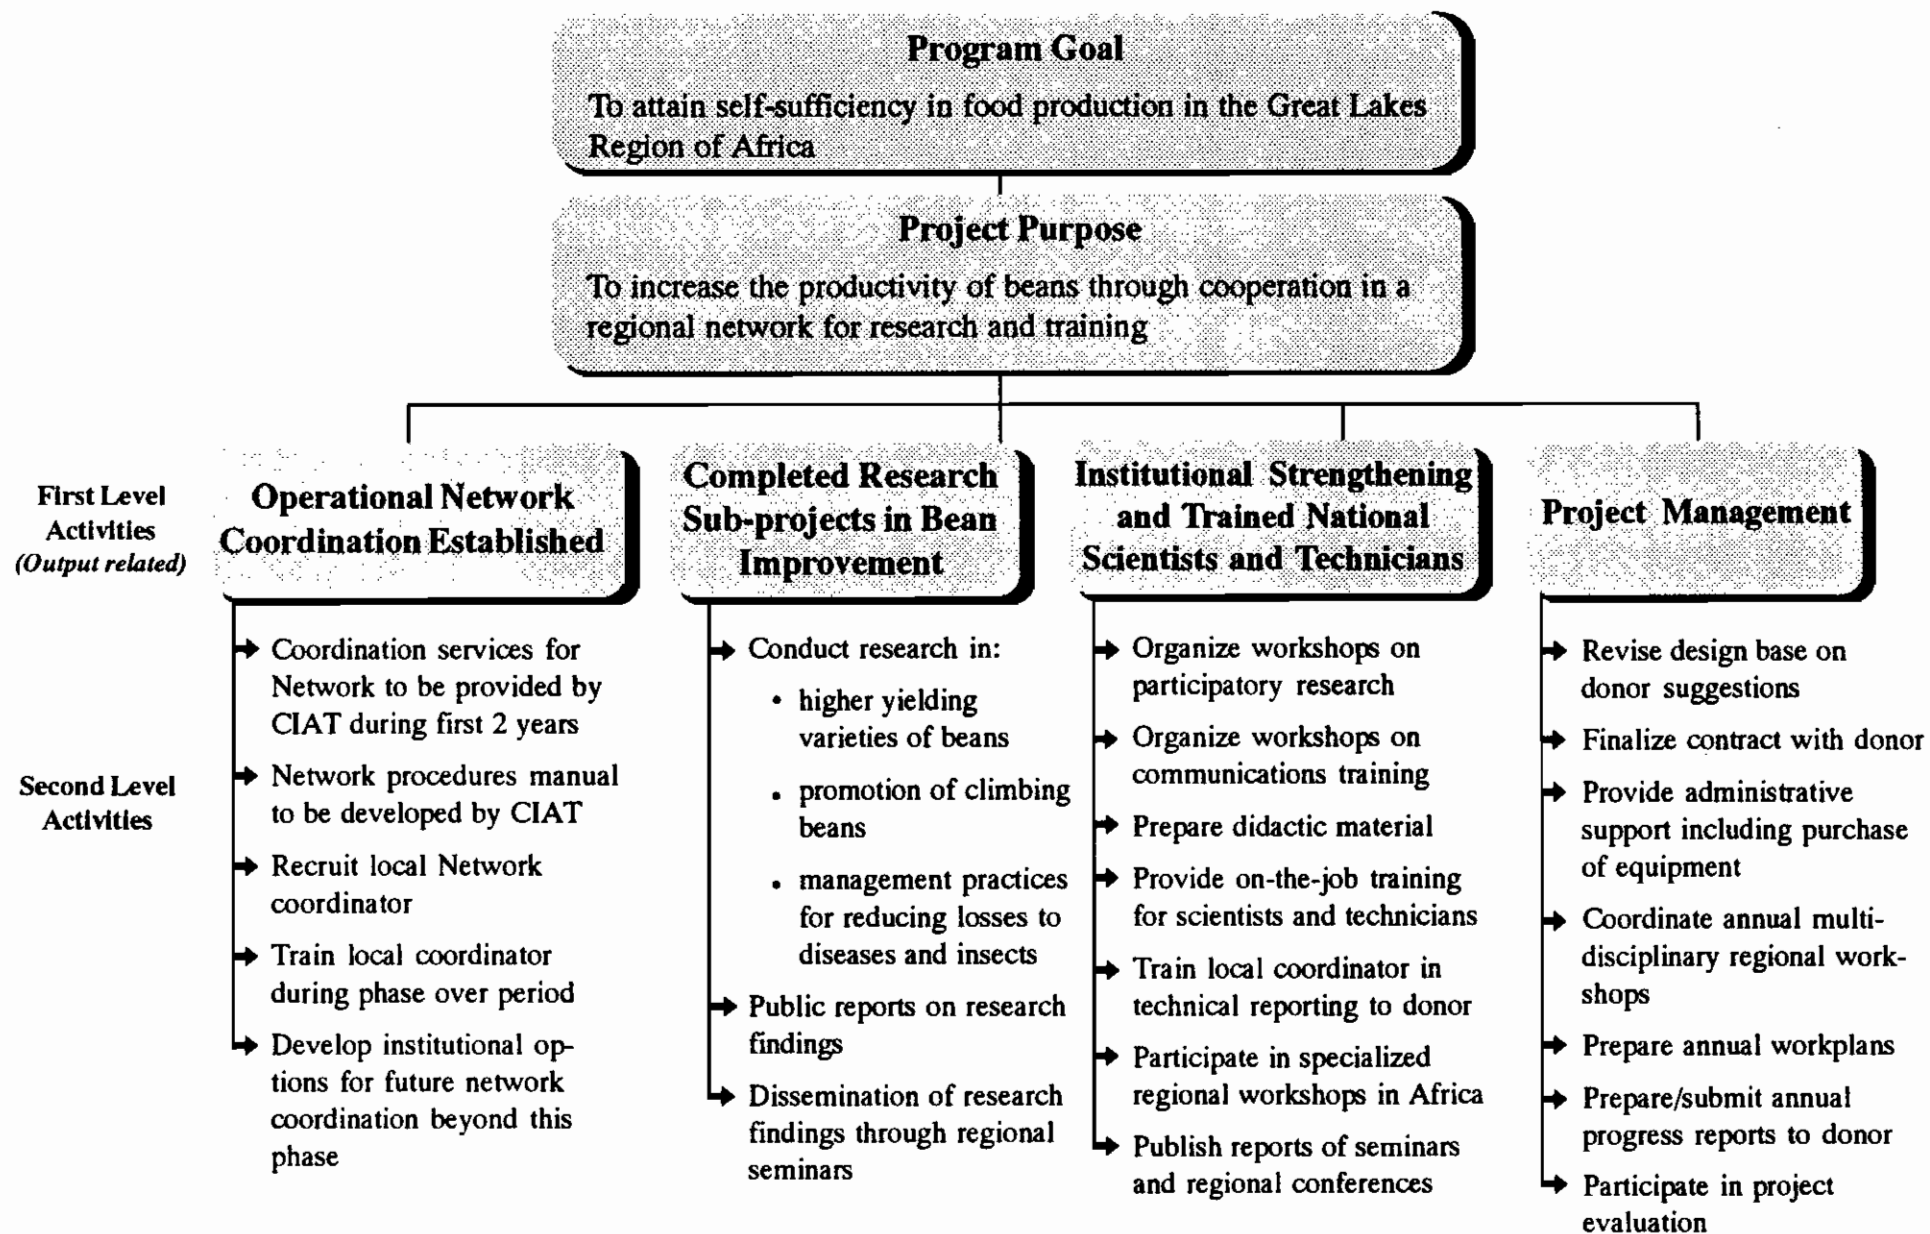 Program Goal
To attain self-sufficiency in food production in the Great Lakes
Region of Africa
Project Purpose
To increase the productivity of beans through cooperation in a
regional network for research and training
First Level
Activities
(Output related)
Operational Network
Coordination Established
Completed Research
Sub-projects in Bean
Improvement
Institutional Strengthening
and Trained National
Scientists and Technicians
Project Management
Second Level
Activities
Coordination services for
Network to be provided by
CIAT during first 2 years
Network procedures manual
to be developed by CIAT
Recruit local Network
coordinator
Train local coordinator
during phase over period
Develop institutional op-
tions for future network
coordination beyond this
phase
Conduct research in:
• higher yielding
varieties of beans
• promotion of climbing
beans
• management practices
for reducing losses to
diseases and insects
Public reports on research
findings
Dissemination of research
findings through regional
seminars
Organize workshops on
participatory research
Organize workshops on
communications training
Prepare didactic material
Provide on-the-job training
for scientists and technicians
Train local coordinator in
technical reporting to donor
Participate in specialized
regional workshops in Africa
Publish reports of seminars
and regional conferences
Revise design base on
donor suggestions
Finalize contract with donor
Provide administrative
support including purchase
of equipment
Coordinate annual multi-
disciplinary regional work-
shops
Prepare annual workplans
Prepare/submit annual
progress reports to donor
Participate in project
evaluation